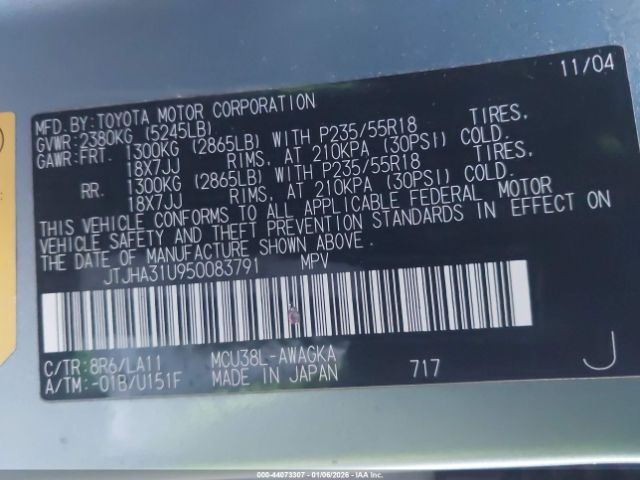 11/04
MFD.BY:TOYOTA MOTOR CORPORATION
GVWR:2380KG (5245LB)
GAWR:FRT. 1300KG (2865LB) WITH P235/55R18 TIRES,
18X7JJ RIMS, AT 210KPA (30PSI) COLD.
RR. 1300KG (2865LB) WITH P235/55R18 TIRES,
18X7JJ RIMS, AT 210KPA (30PSI) COLD.
THIS VEHICLE CONFORMS TO ALL APPLICABLE FEDERAL MOTOR
VEHICLE SAFETY AND THEFT PREVENTION STANDARDS IN EFFECT ON
THE DATE OF MANUFACTURE SHOWN ABOVE.
JTJHA31U950083791 MPV
C/TR: 8R6/LA11 MCU38L-AWAGKA
A/TM: -01B/U151F MADE IN JAPAN 717 J
000-44073307 - 01/06/2026 - IAA Inc.